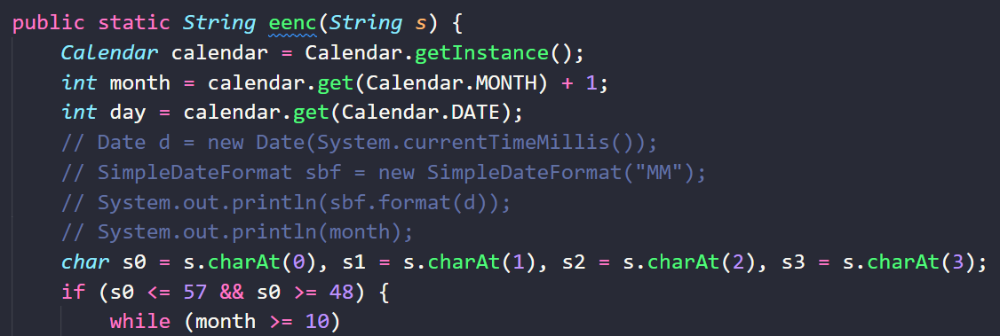 public static String eenc(String s) {
    Calendar calendar = Calendar.getInstance();
    int month = calendar.get(Calendar.MONTH) + 1;
    int day = calendar.get(Calendar.DATE);
    // Date d = new Date(System.currentTimeMillis());
    // SimpleDateFormat sbf = new SimpleDateFormat("MM");
    // System.out.println(sbf.format(d));
    // System.out.println(month);
    char s0 = s.charAt(0), s1 = s.charAt(1), s2 = s.charAt(2), s3 = s.charAt(3);
    if (s0 <= 57 && s0 >= 48) {
        while (month >= 10)